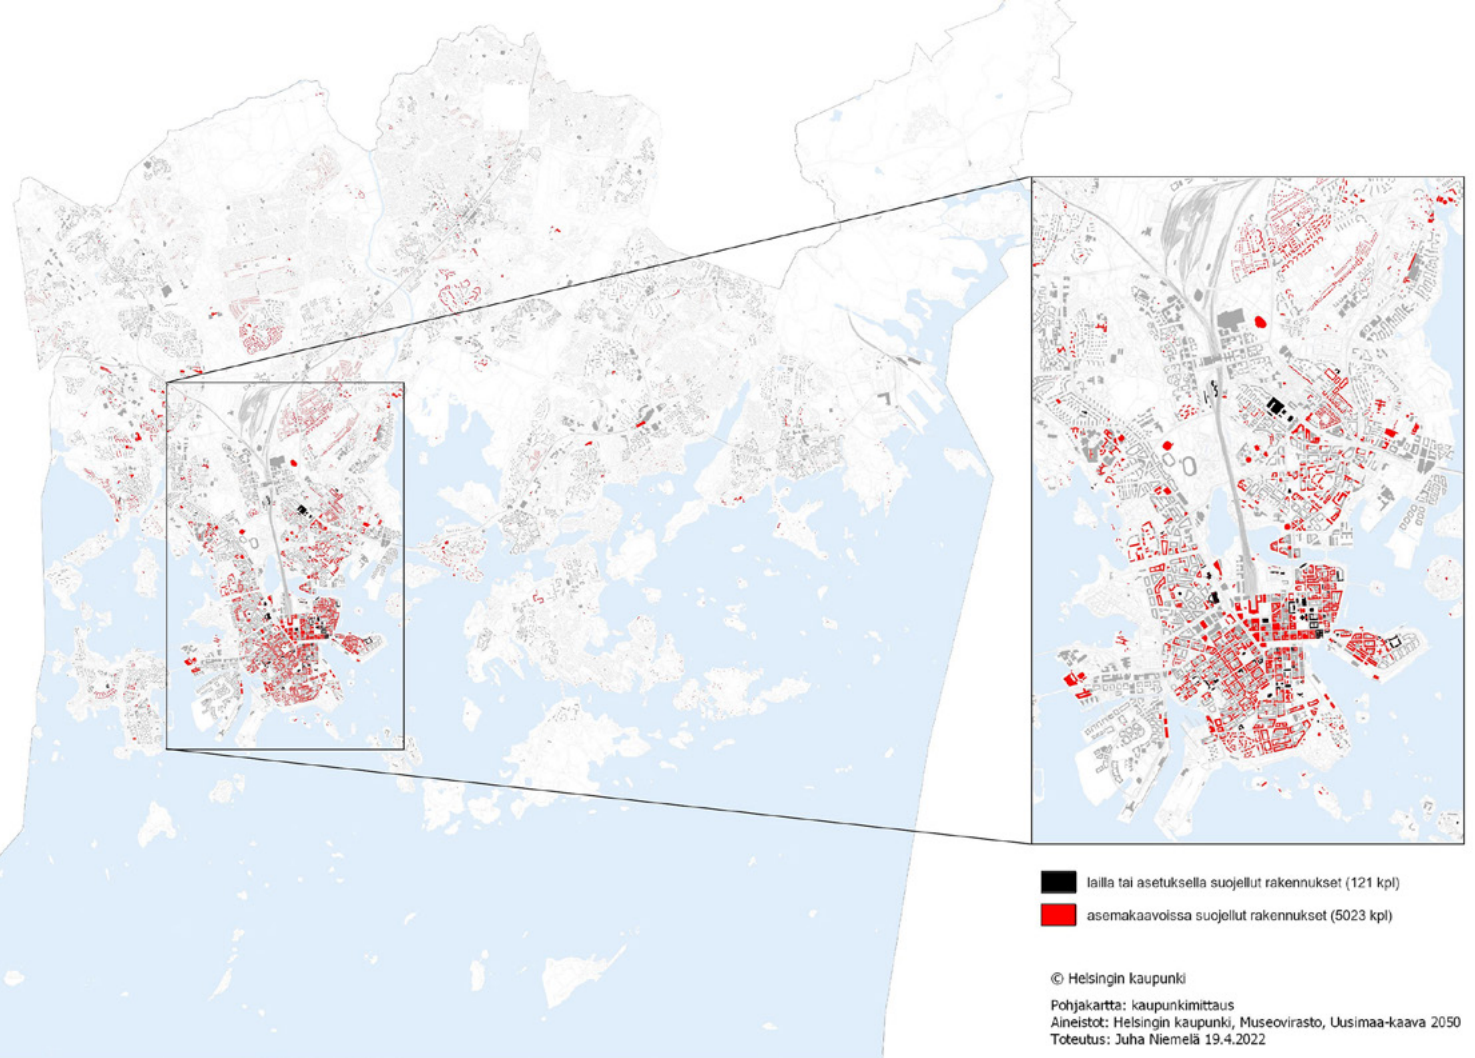 lailla tai asetuksella suojellut rakennukset (121 kpl)
asemakaavoissa suojellut rakennukset (5023 kpl)
© Helsingin kaupunki
Pohjakartta: kaupunkimittaus
Aineistot: Helsingin kaupunki, Museovirasto, Uusimaa-kaava 2050
Toteutus: Juha Niemelä 19.4.2022